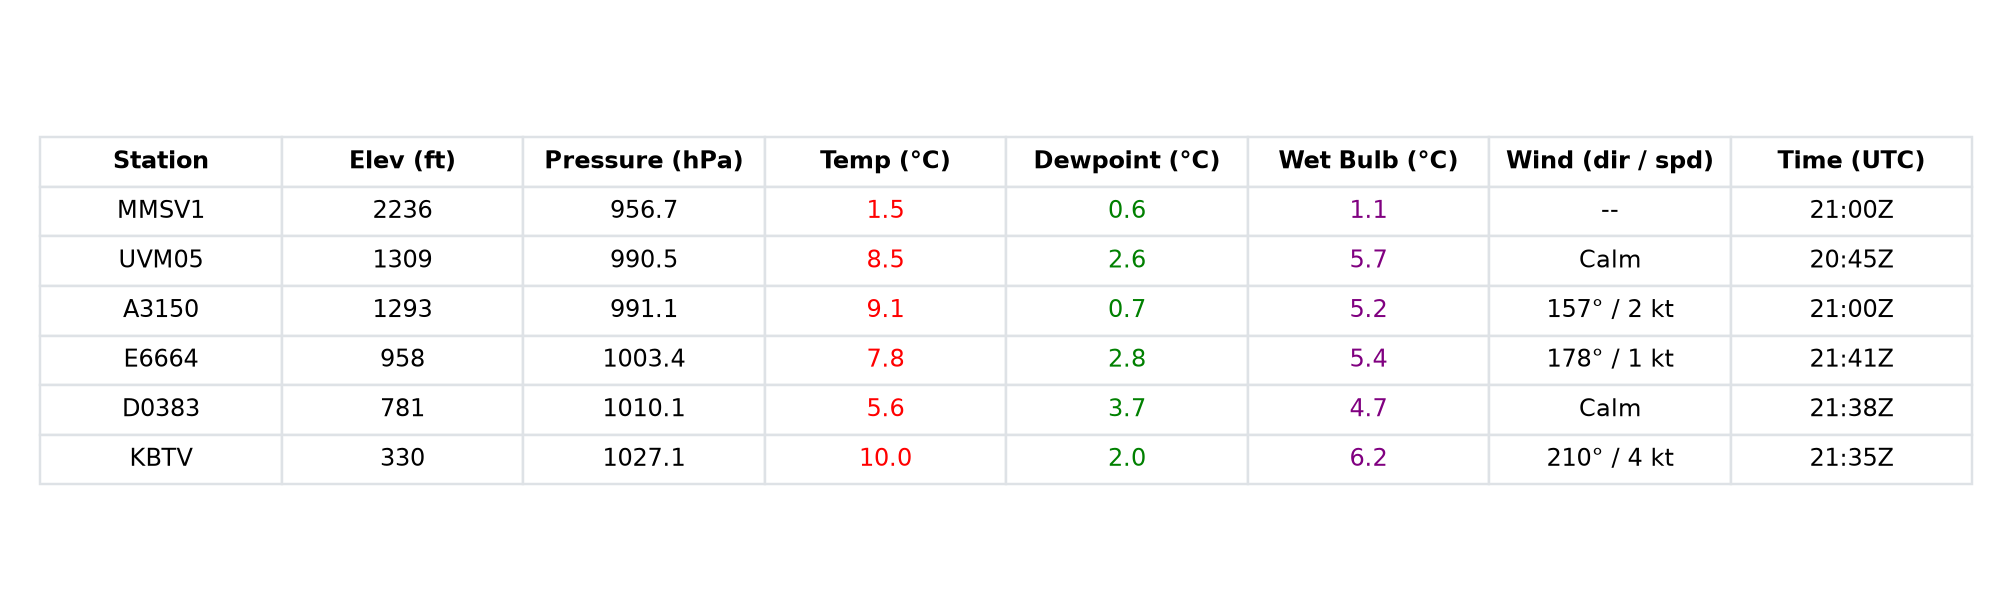 Station Elev (ft) Pressure (hPa) Temp (°C) Dewpoint (°C) Wet Bulb (°C) Wind (dir / spd) Time (UTC)
MMSV1 2236 956.7 1.5 0.6 1.1 -- 21:00Z
UVM05 1309 990.5 8.5 2.6 5.7 Calm 20:45Z
A3150 1293 991.1 9.1 0.7 5.2 157° / 2 kt 21:00Z
E6664 958 1003.4 7.8 2.8 5.4 178° / 1 kt 21:41Z
D0383 781 1010.1 5.6 3.7 4.7 Calm 21:38Z
KBTV 330 1027.1 10.0 2.0 6.2 210° / 4 kt 21:35Z